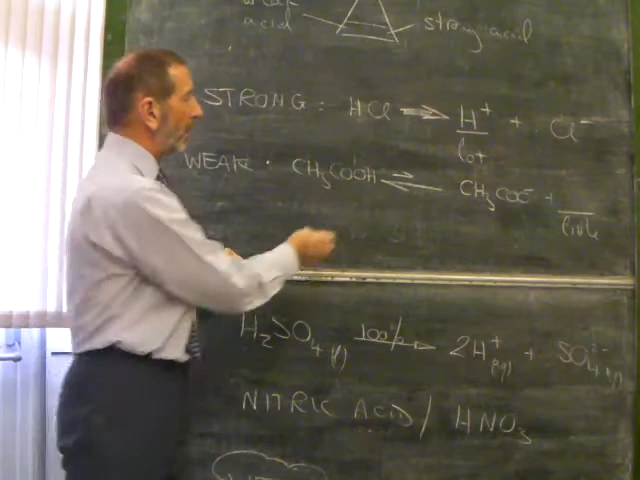 weak
acid strong acid
STRONG : HCl → H⁺ + Cl⁻
lot
WEAK : CH₃COOH ⇌ CH₃COO⁻ +
little
H₂SO₄(l) 100% → 2H⁺(aq) + SO₄²⁻(aq)
NITRIC ACID / HNO₃